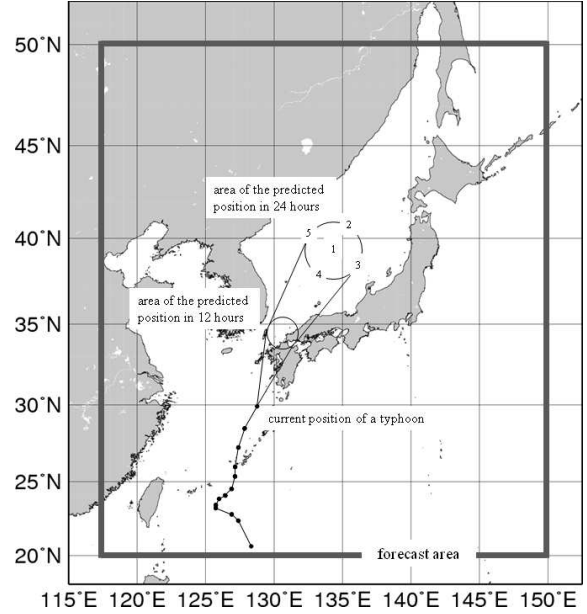 50°N
45°N
area of the predicted
position in 24 hours
2
5
40°N
1
3
4
area of the predicted
position in 12 hours
35°N
30°N
current position of a typhoon
25°N
20°N
forecast area
115°E 120°E 125°E 130°E 135°E 140°E 145°E 150°E